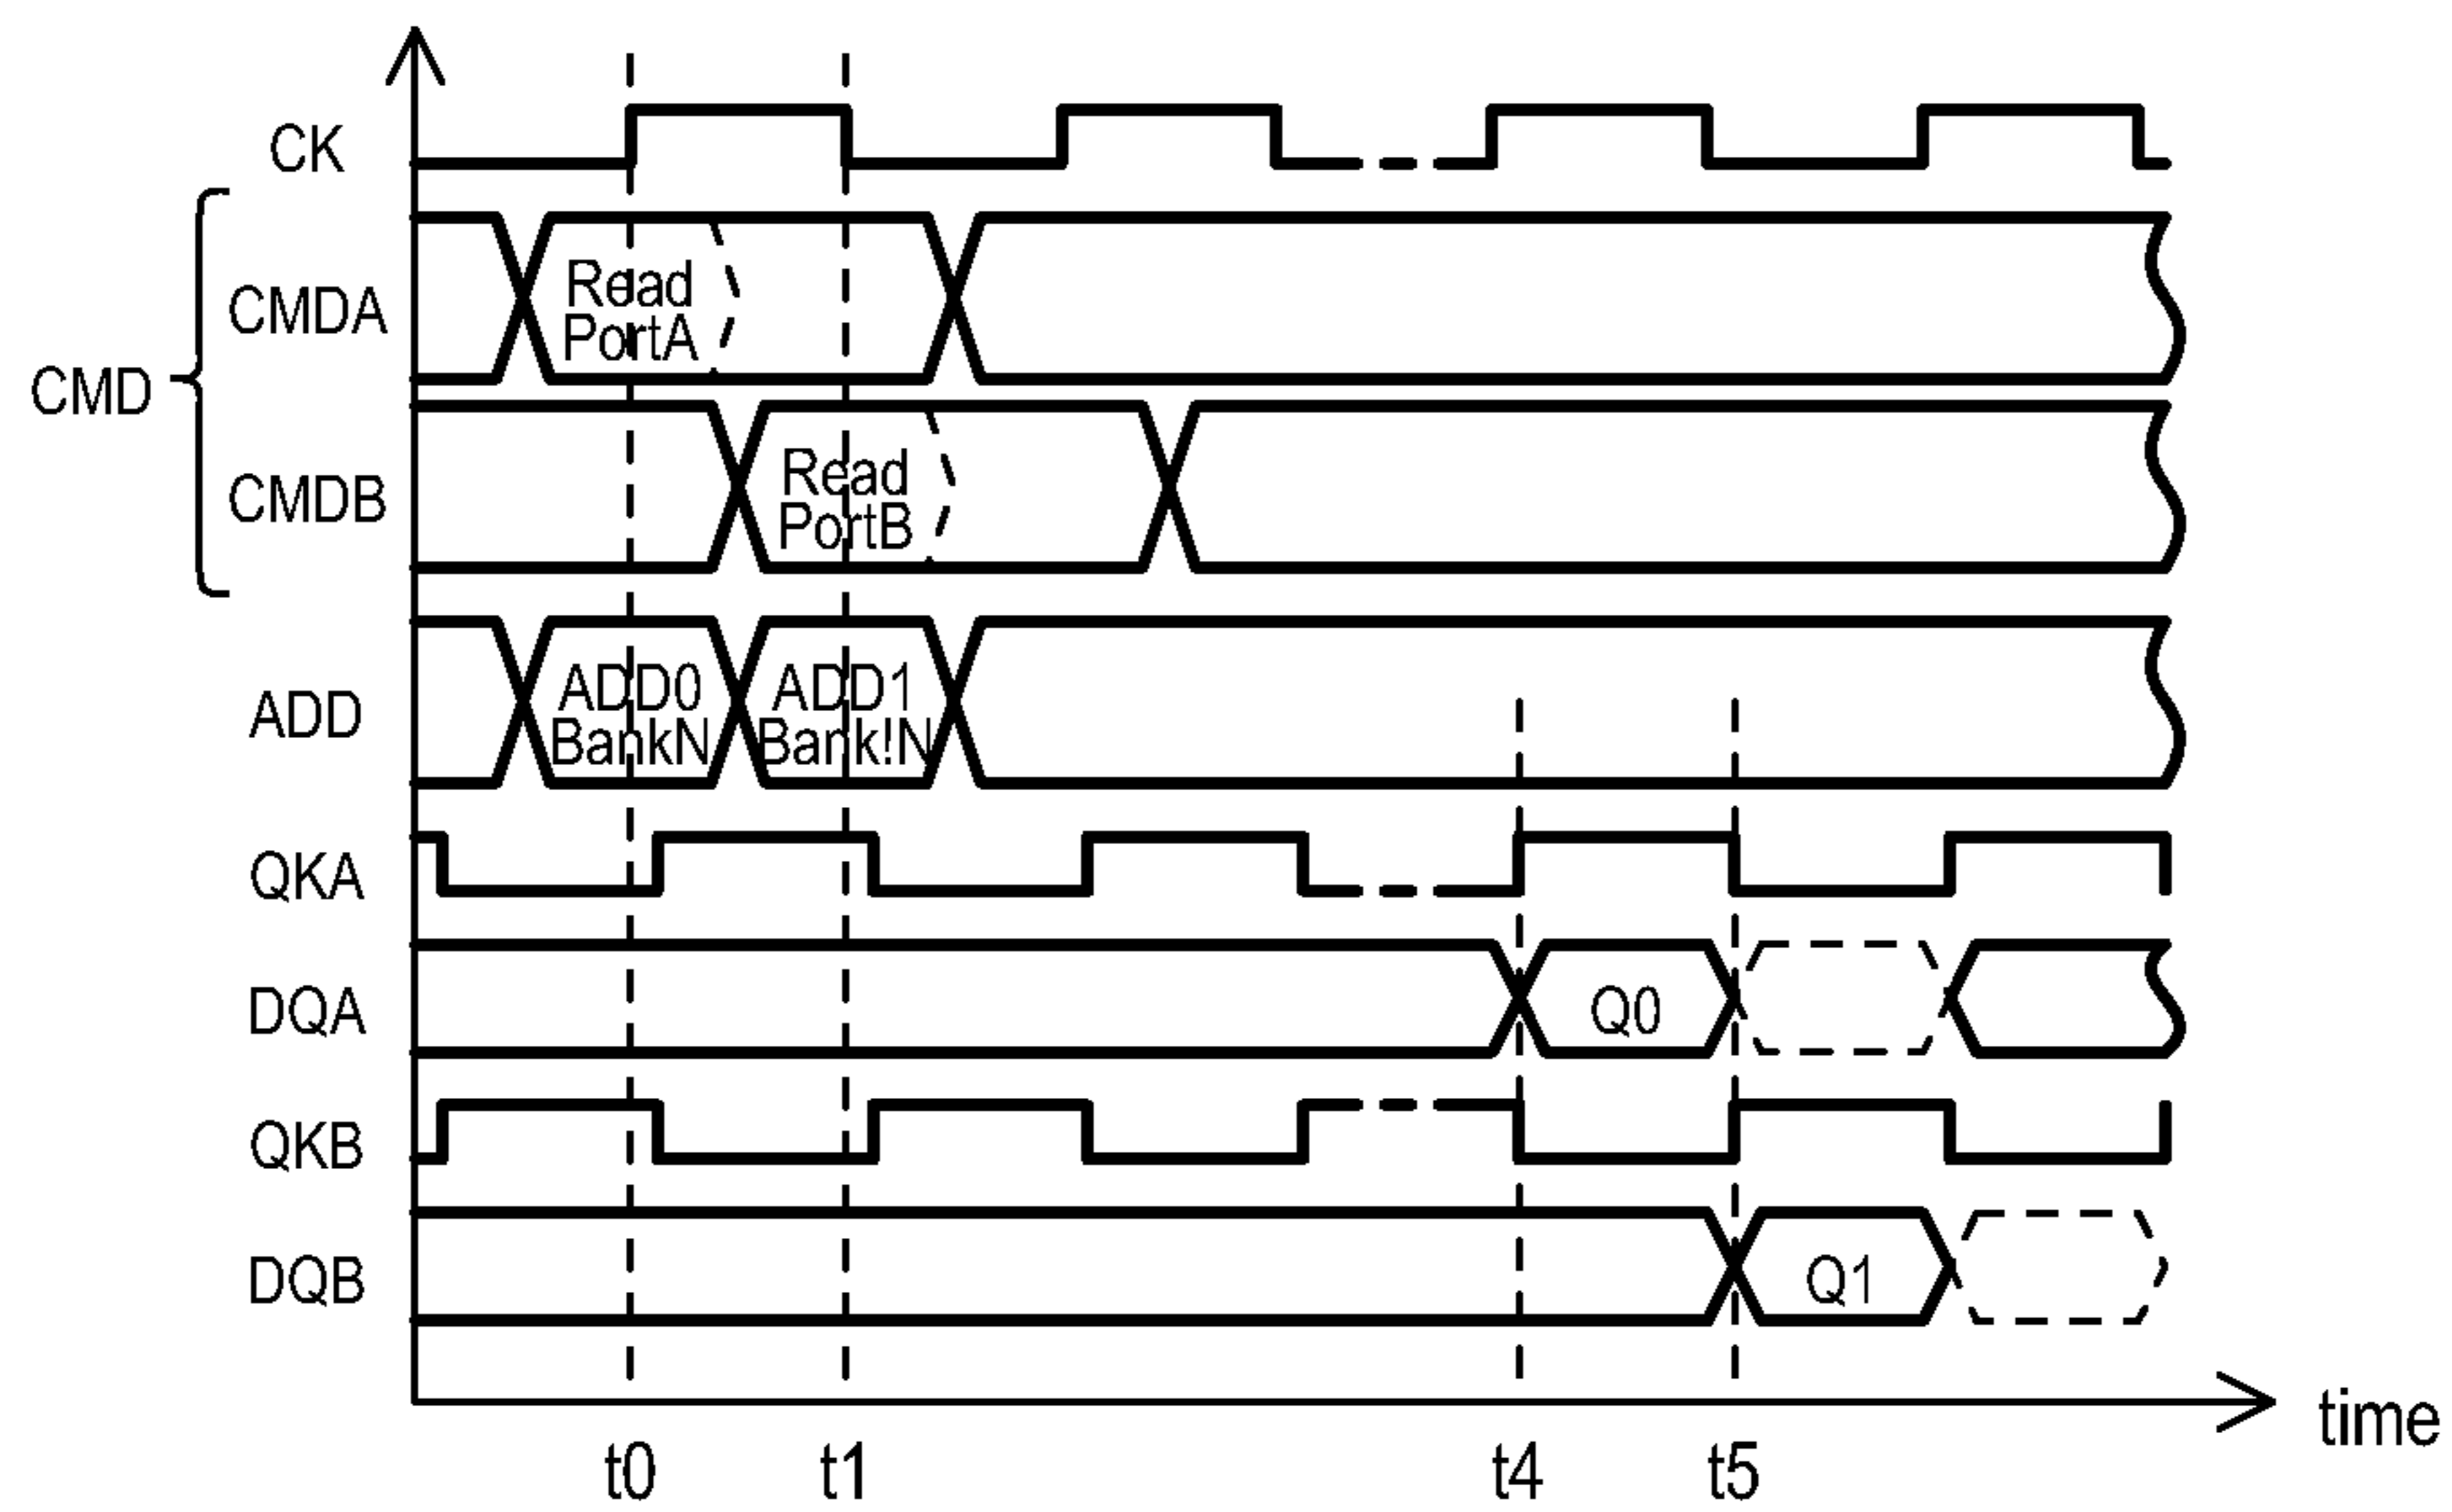 CK
CMD
CMDA
Read
PortA
CMDB
Read
PortB
ADD
ADD0
BankN
ADD1
Bank!N
QKA
DQA
Q0
QKB
DQB
Q1
time
t0
t1
t4
t5